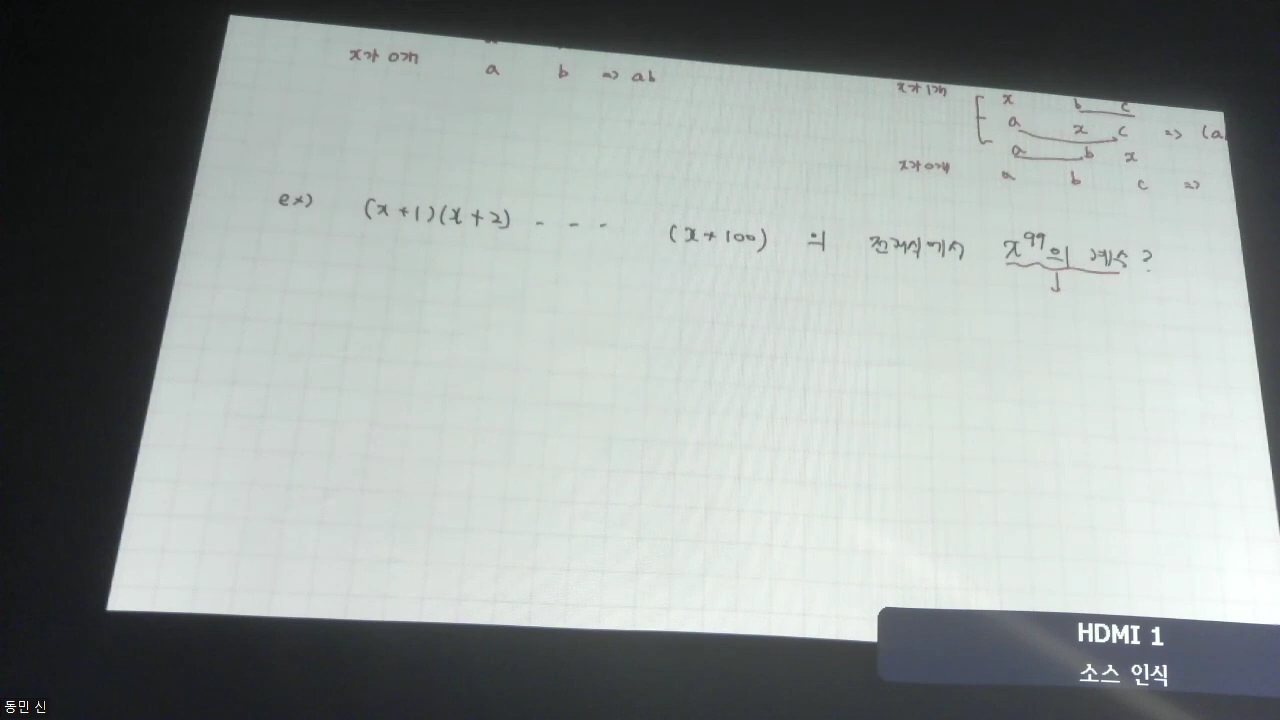 x가 0개 a b ⇒ ab
x가 1개 x b c
a x c ⇒ (a
a b x
x가 0개 a b c ⇒
ex) (x+1)(x+2) - - - (x+100) 의 전개식에서 x⁹⁹의 계수?
HDMI 1
소스 인식
동민 신